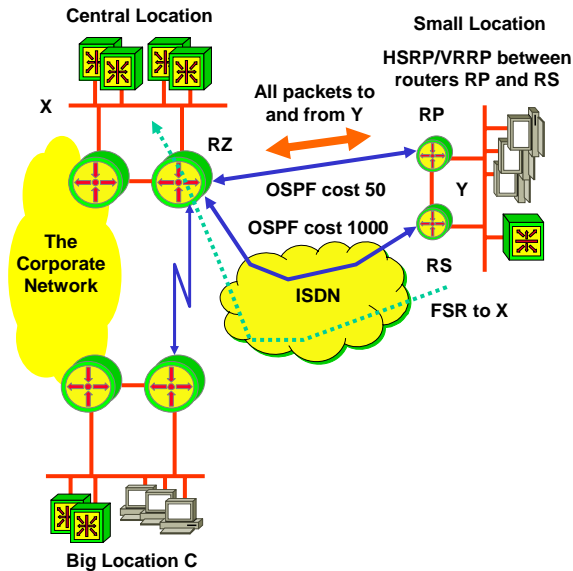 Central Location
Small Location
HSRP/VRRP between
routers RP and RS
X
All packets to
and from Y
RP
RZ
OSPF cost 50
Y
OSPF cost 1000
The
Corporate
Network
ISDN
RS
FSR to X
Big Location C